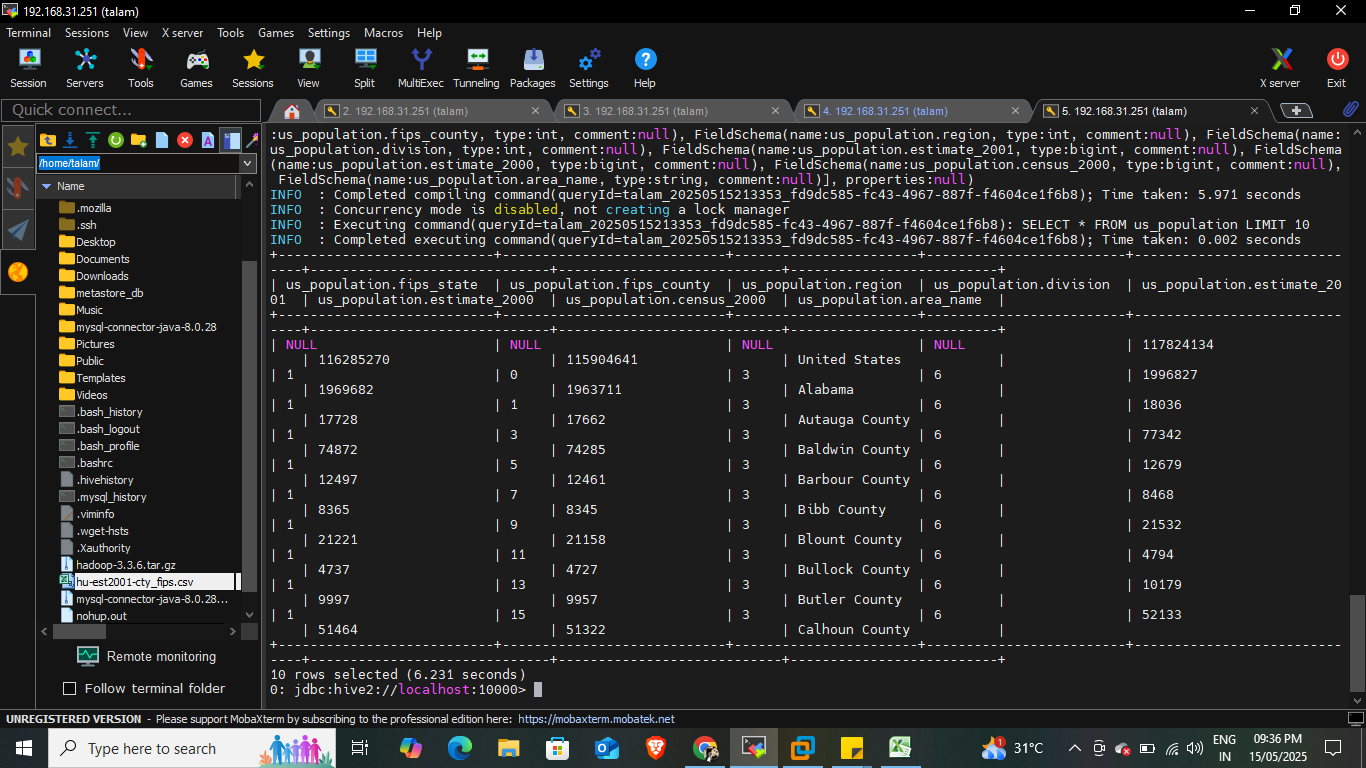 192.168.31.251 (talam)
Terminal Sessions View X server Tools Games Settings Macros Help
Session Servers Tools Games Sessions View Split MultiExec Tunneling Packages Settings Help X server Exit
Quick connect...
2. 192.168.31.251 (talam) 3. 192.168.31.251 (talam) 4. 192.168.31.251 (talam) 5. 192.168.31.251 (talam)
/home/talam/
Name
.mozilla
.ssh
Desktop
Documents
Downloads
metastore_db
Music
mysql-connector-java-8.0.28
Pictures
Public
Templates
Videos
.bash_history
.bash_logout
.bash_profile
.bashrc
.hivehistory
.mysql_history
.viminfo
.wget-hsts
.Xauthority
hadoop-3.3.6.tar.gz
hu-est2001-cty_fips.csv
mysql-connector-java-8.0.28...
nohup.out
Remote monitoring
Follow terminal folder
:us_population.fips_county, type:int, comment:null), FieldSchema(name:us_population.region, type:int, comment:null), FieldSchema(name:
us_population.division, type:int, comment:null), FieldSchema(name:us_population.estimate_2001, type:bigint, comment:null), FieldSchema
(name:us_population.estimate_2000, type:bigint, comment:null), FieldSchema(name:us_population.census_2000, type:bigint, comment:null),
FieldSchema(name:us_population.area_name, type:string, comment:null)], properties:null)
INFO : Completed compiling command(queryId=talam_20250515213353_fd9dc585-fc43-4967-887f-f4604ce1f6b8); Time taken: 5.971 seconds
INFO : Concurrency mode is disabled, not creating a lock manager
INFO : Executing command(queryId=talam_20250515213353_fd9dc585-fc43-4967-887f-f4604ce1f6b8): SELECT * FROM us_population LIMIT 10
INFO : Completed executing command(queryId=talam_20250515213353_fd9dc585-fc43-4967-887f-f4604ce1f6b8); Time taken: 0.002 seconds
| us_population.fips_state | us_population.fips_county | us_population.region | us_population.division | us_population.estimate_20
01 | us_population.estimate_2000 | us_population.census_2000 | us_population.area_name |
| NULL | NULL | NULL | NULL | 117824134
| 116285270 | 115904641 | United States |
| 1 | 0 | 3 | 6 | 1996827
| 1969682 | 1963711 | Alabama |
| 1 | 1 | 3 | 6 | 18036
| 17728 | 17662 | Autauga County |
| 1 | 3 | 3 | 6 | 77342
| 74872 | 74285 | Baldwin County |
| 1 | 5 | 3 | 6 | 12679
| 12497 | 12461 | Barbour County |
| 1 | 7 | 3 | 6 | 8468
| 8365 | 8345 | Bibb County |
| 1 | 9 | 3 | 6 | 21532
| 21221 | 21158 | Blount County |
| 1 | 11 | 3 | 6 | 4794
| 4737 | 4727 | Bullock County |
| 1 | 13 | 3 | 6 | 10179
| 9997 | 9957 | Butler County |
| 1 | 15 | 3 | 6 | 52133
| 51464 | 51322 | Calhoun County |
10 rows selected (6.231 seconds)
0: jdbc:hive2://localhost:10000>
UNREGISTERED VERSION - Please support MobaXterm by subscribing to the professional edition here: https://mobaxterm.mobatek.net
Type here to search
31°C
ENG
IN
09:36 PM
15/05/2025